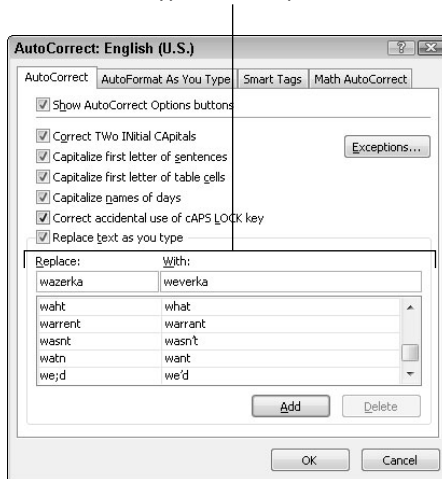 AutoCorrect: English (U.S.)
AutoCorrect AutoFormat As You Type Smart Tags Math AutoCorrect
Show AutoCorrect Options buttons
Correct TWo INitial CApitals
Exceptions...
Capitalize first letter of sentences
Capitalize first letter of table cells
Capitalize names of days
Correct accidental use of cAPS LOCK key
Replace text as you type
Replace: With:
wazerka weverka
waht what
warrent warrant
wasnt wasn't
watn want
we;d we'd
Add Delete
OK Cancel